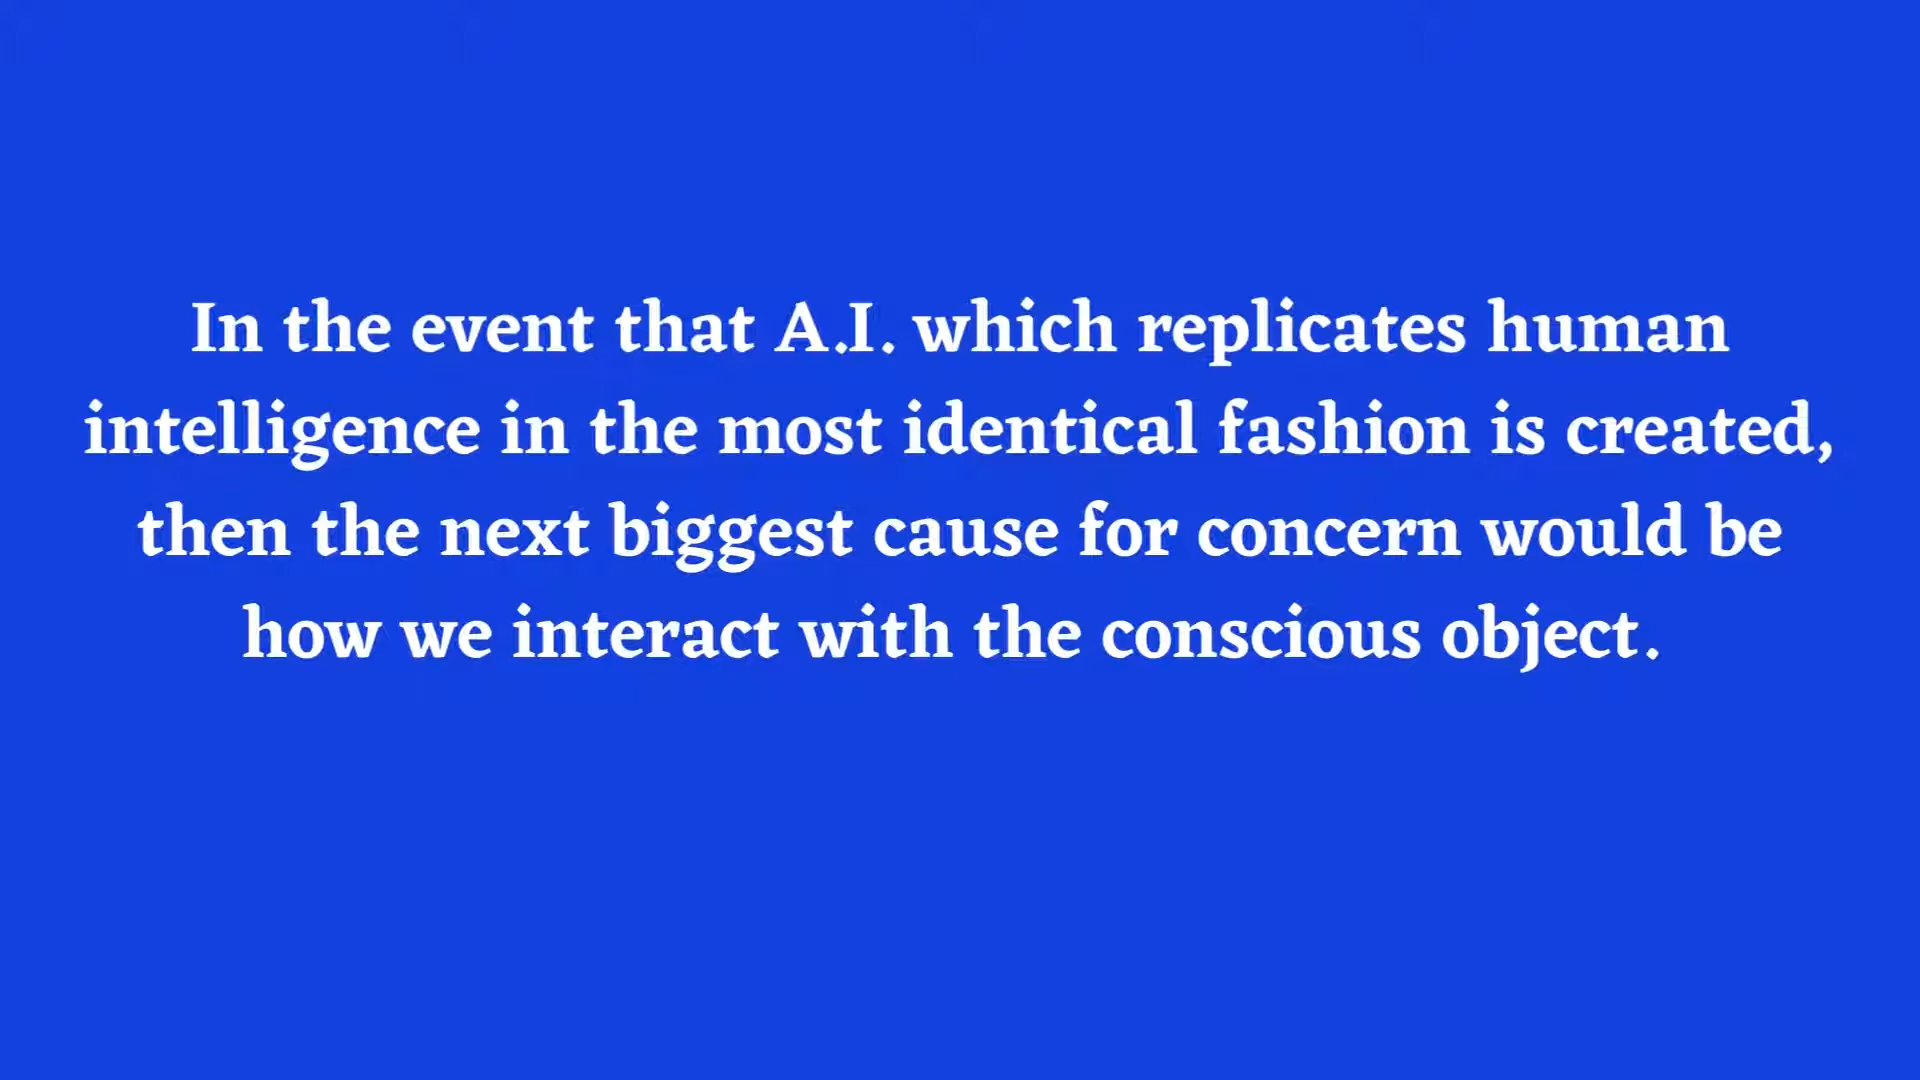 In the event that A.I. which replicates human
intelligence in the most identical fashion is created,
then the next biggest cause for concern would be
how we interact with the conscious object.